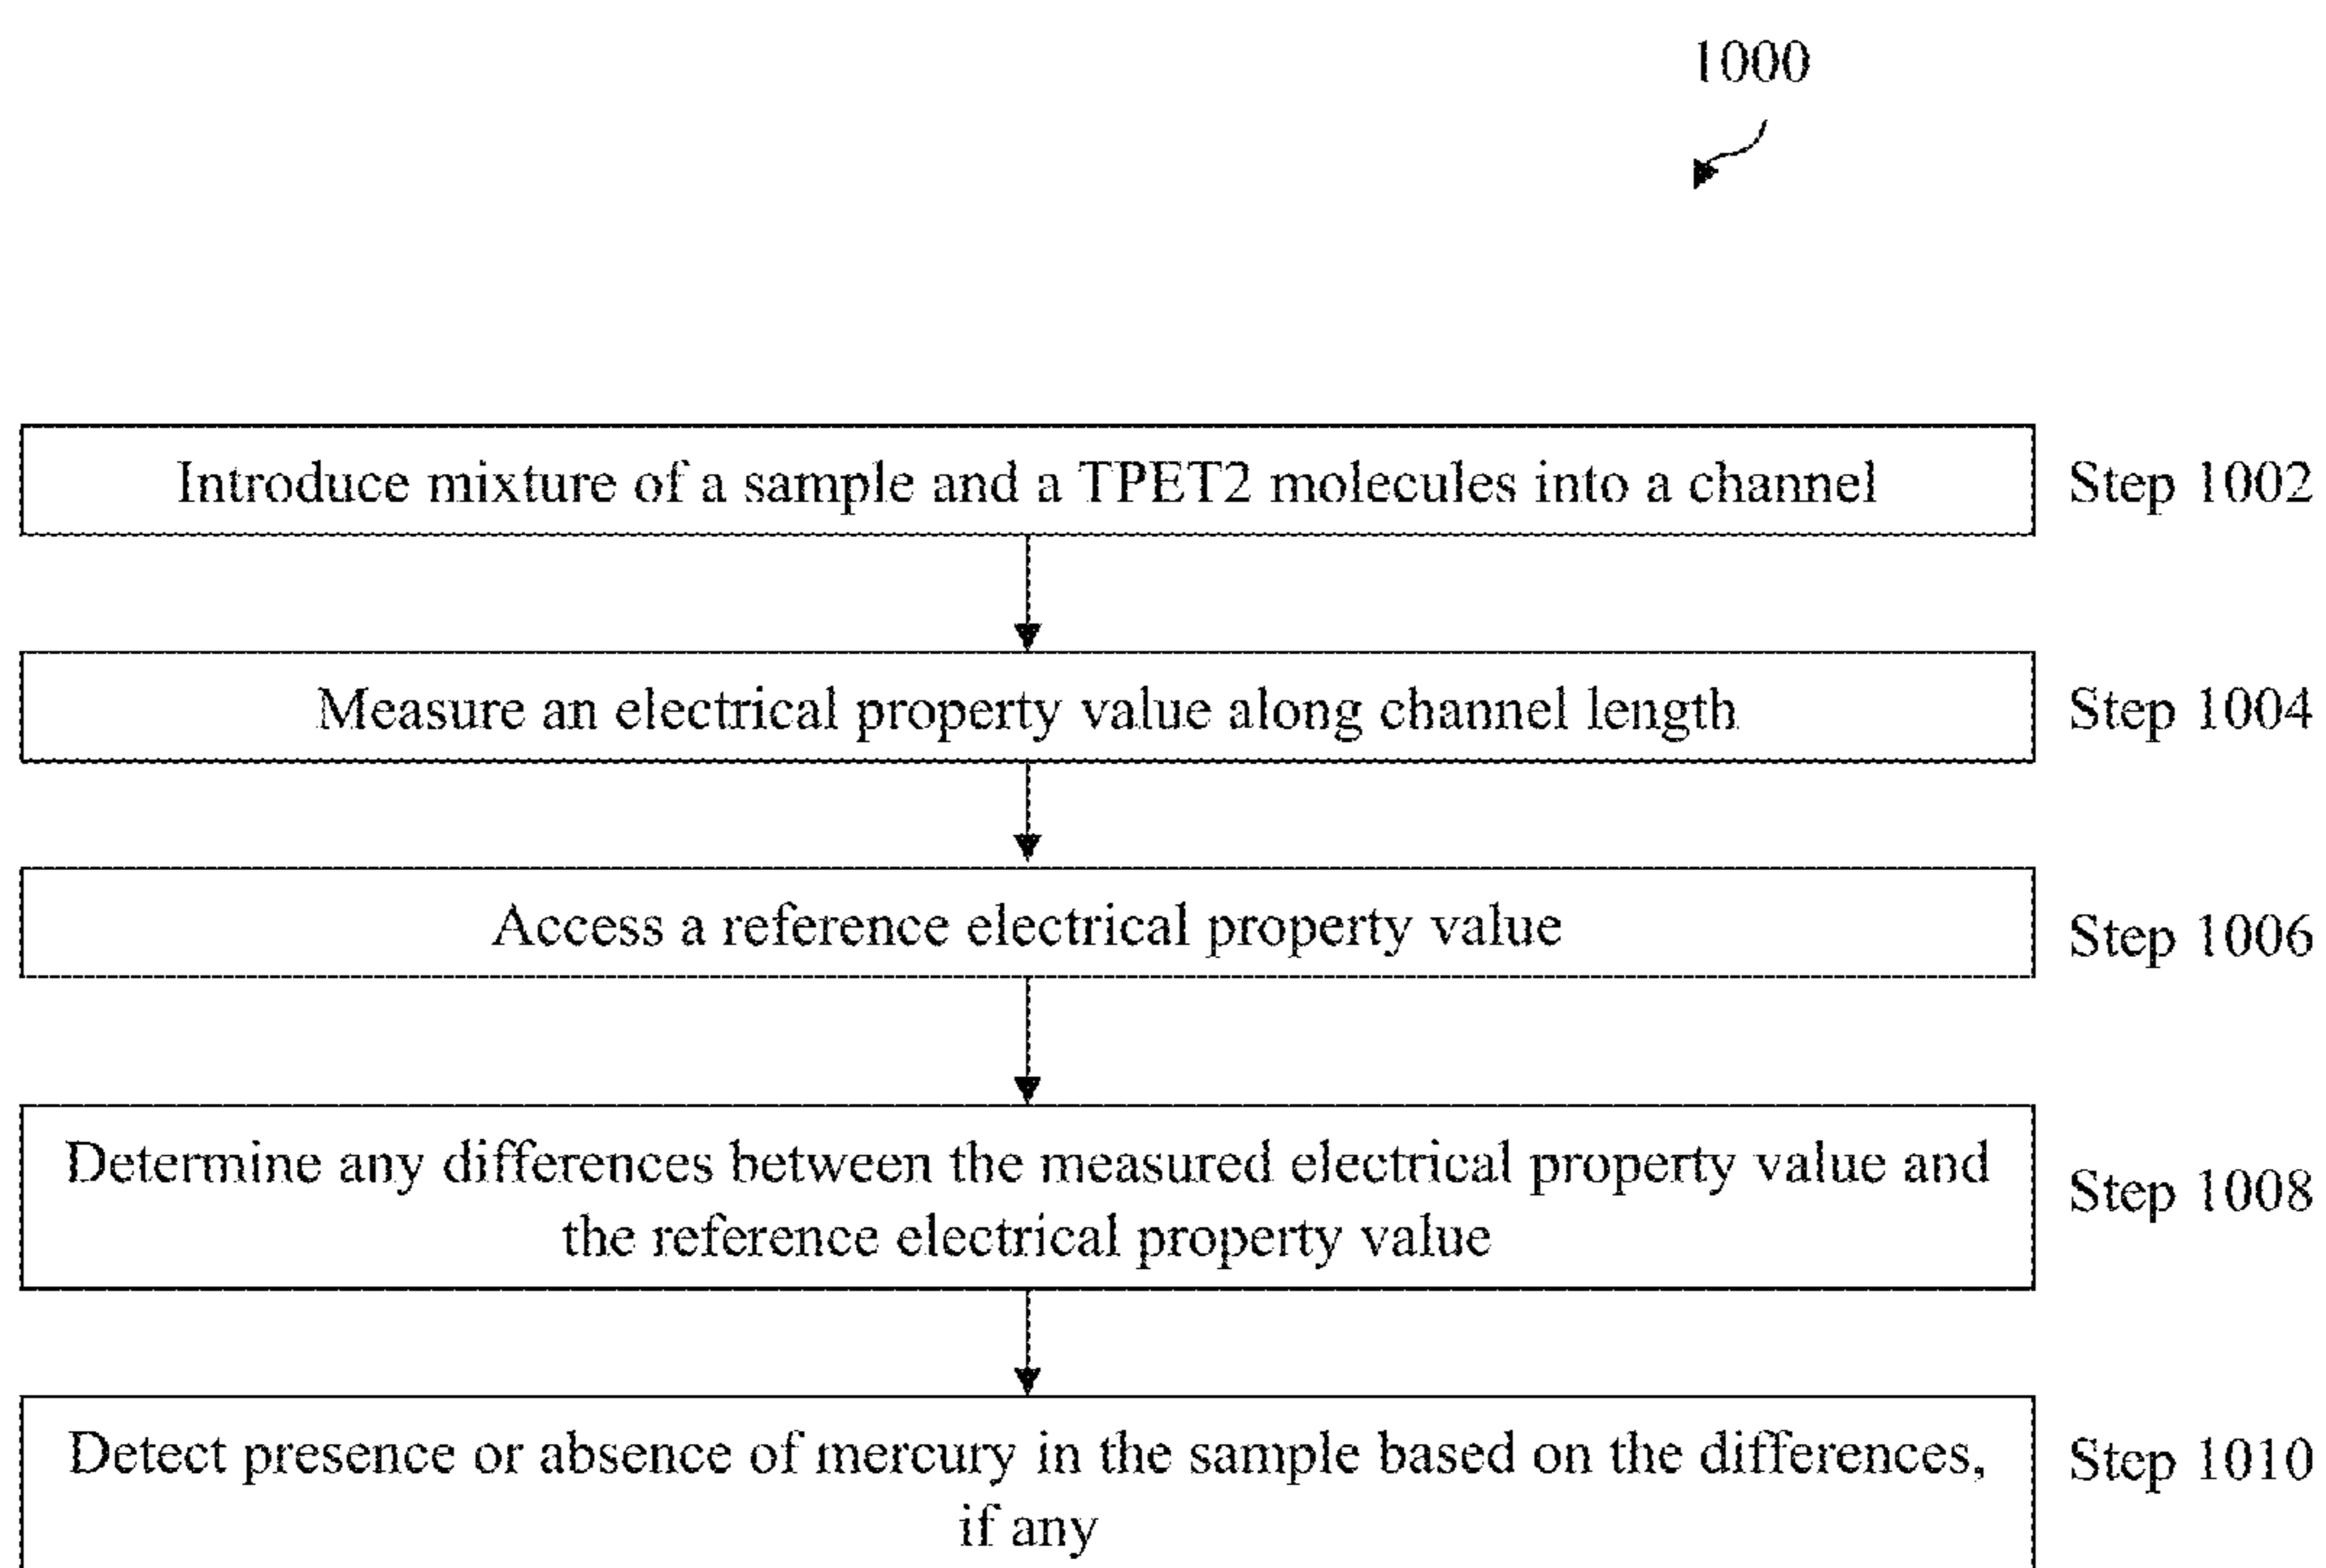 1000
Introduce mixture of a sample and a TPET2 molecules into a channel
Step 1002
Measure an electrical property value along channel length
Step 1004
Access a reference electrical property value
Step 1006
Determine any differences between the measured electrical property value and
the reference electrical property value
Step 1008
Detect presence or absence of mercury in the sample based on the differences,
if any
Step 1010